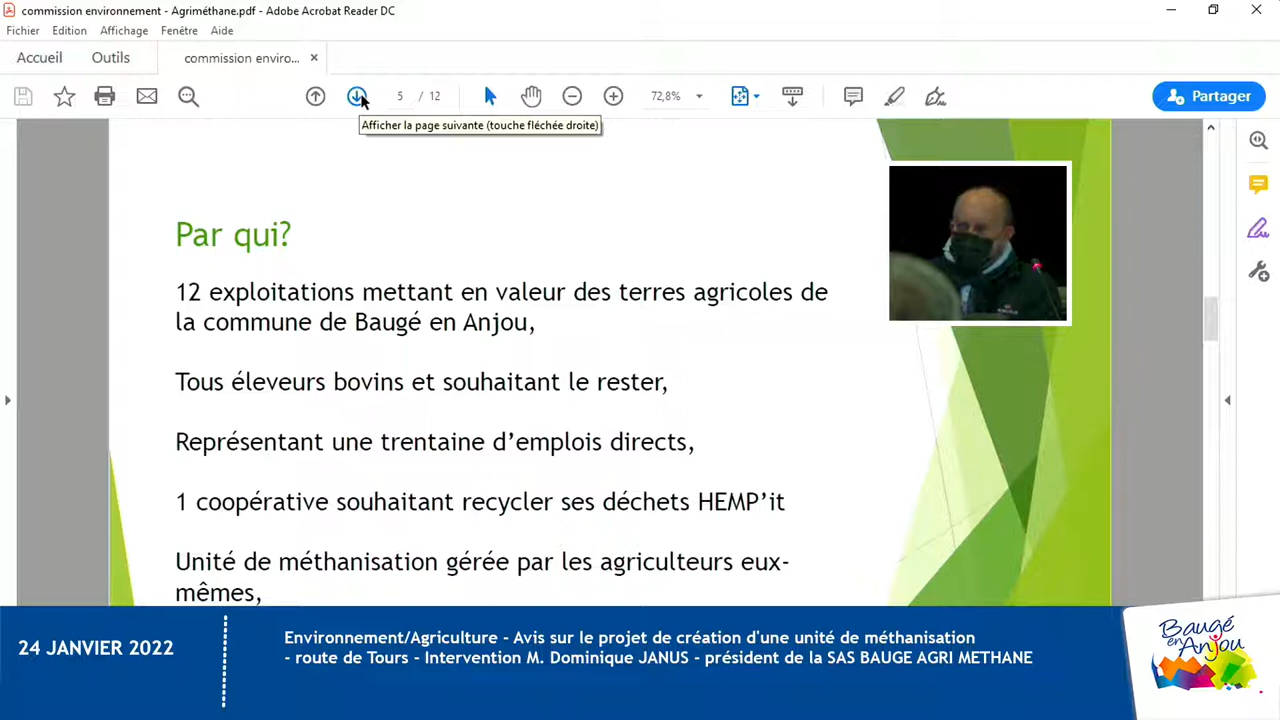 commission environnement - Agriméthane.pdf - Adobe Acrobat Reader DC
Fichier Edition Affichage Fenêtre Aide
Accueil Outils commission enviro... ×
5 / 12 72,8% Partager
Afficher la page suivante (touche fléchée droite)
Par qui?
12 exploitations mettant en valeur des terres agricoles de
la commune de Baugé en Anjou,
Tous éleveurs bovins et souhaitant le rester,
Représentant une trentaine d’emplois directs,
1 coopérative souhaitant recycler ses déchets HEMP’it
Unité de méthanisation gérée par les agriculteurs eux-
mêmes,
24 JANVIER 2022
Environnement/Agriculture - Avis sur le projet de création d'une unité de méthanisation
- route de Tours - Intervention M. Dominique JANUS - président de la SAS BAUGE AGRI METHANE
Baugé
en Anjou